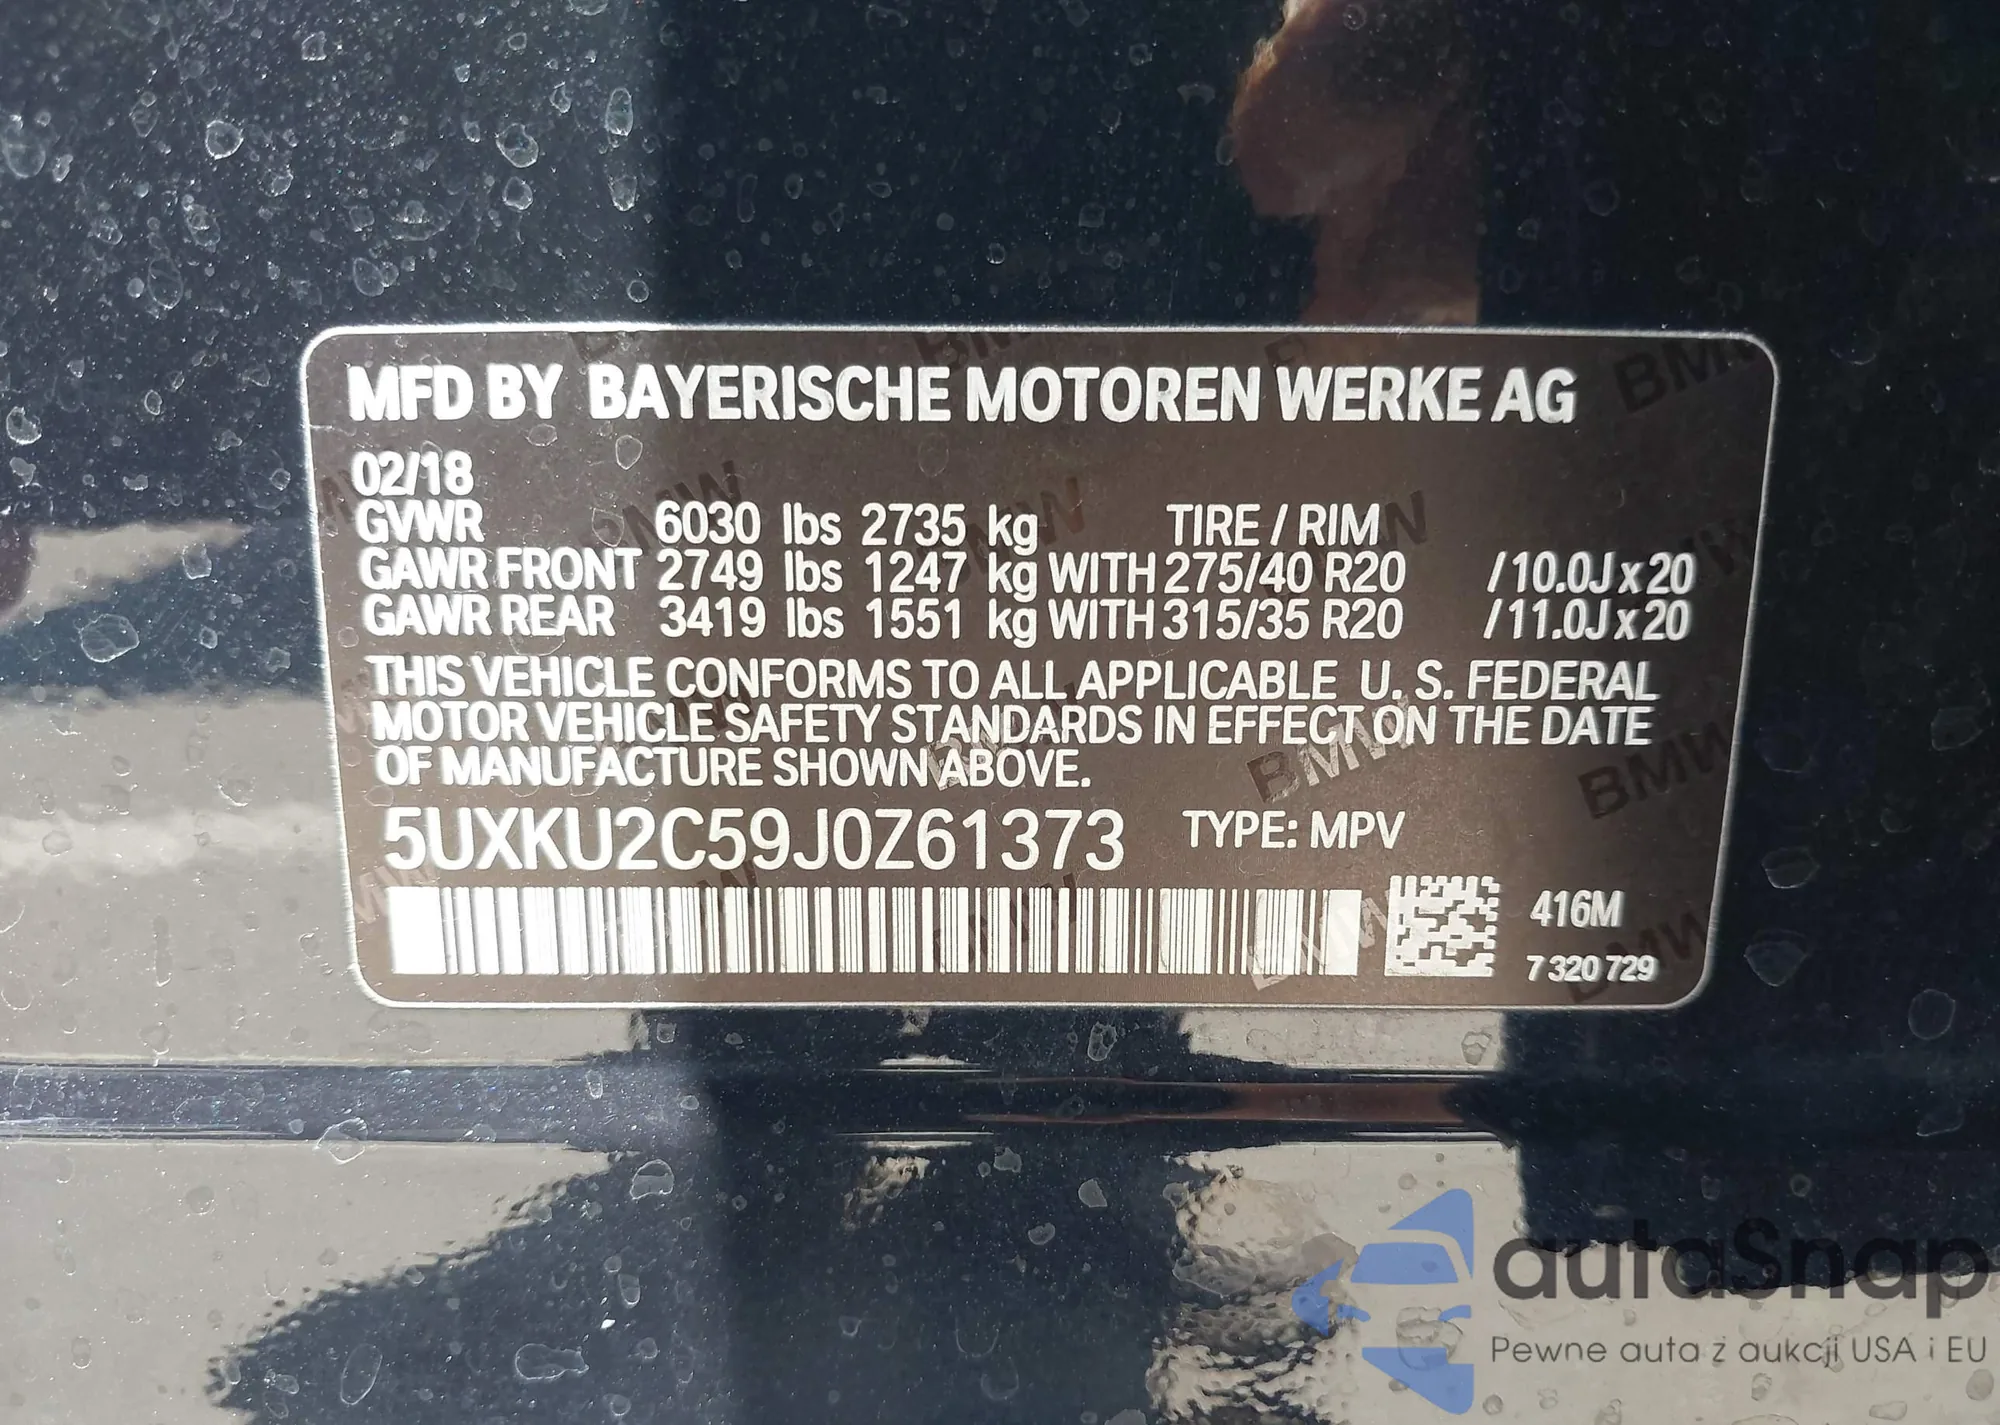 MFD BY BAYERISCHE MOTOREN WERKE AG
02/18
GVWR 6030 lbs 2735 kg TIRE / RIM
GAWR FRONT 2749 lbs 1247 kg WITH 275/40 R20 /10.0J x 20
GAWR REAR 3419 lbs 1551 kg WITH 315/35 R20 /11.0J x 20
THIS VEHICLE CONFORMS TO ALL APPLICABLE U. S. FEDERAL
MOTOR VEHICLE SAFETY STANDARDS IN EFFECT ON THE DATE
OF MANUFACTURE SHOWN ABOVE.
5UXKU2C59J0Z61373 TYPE: MPV
416M
7 320 729
autaSnap
Pewne auta z aukcji USA i EU